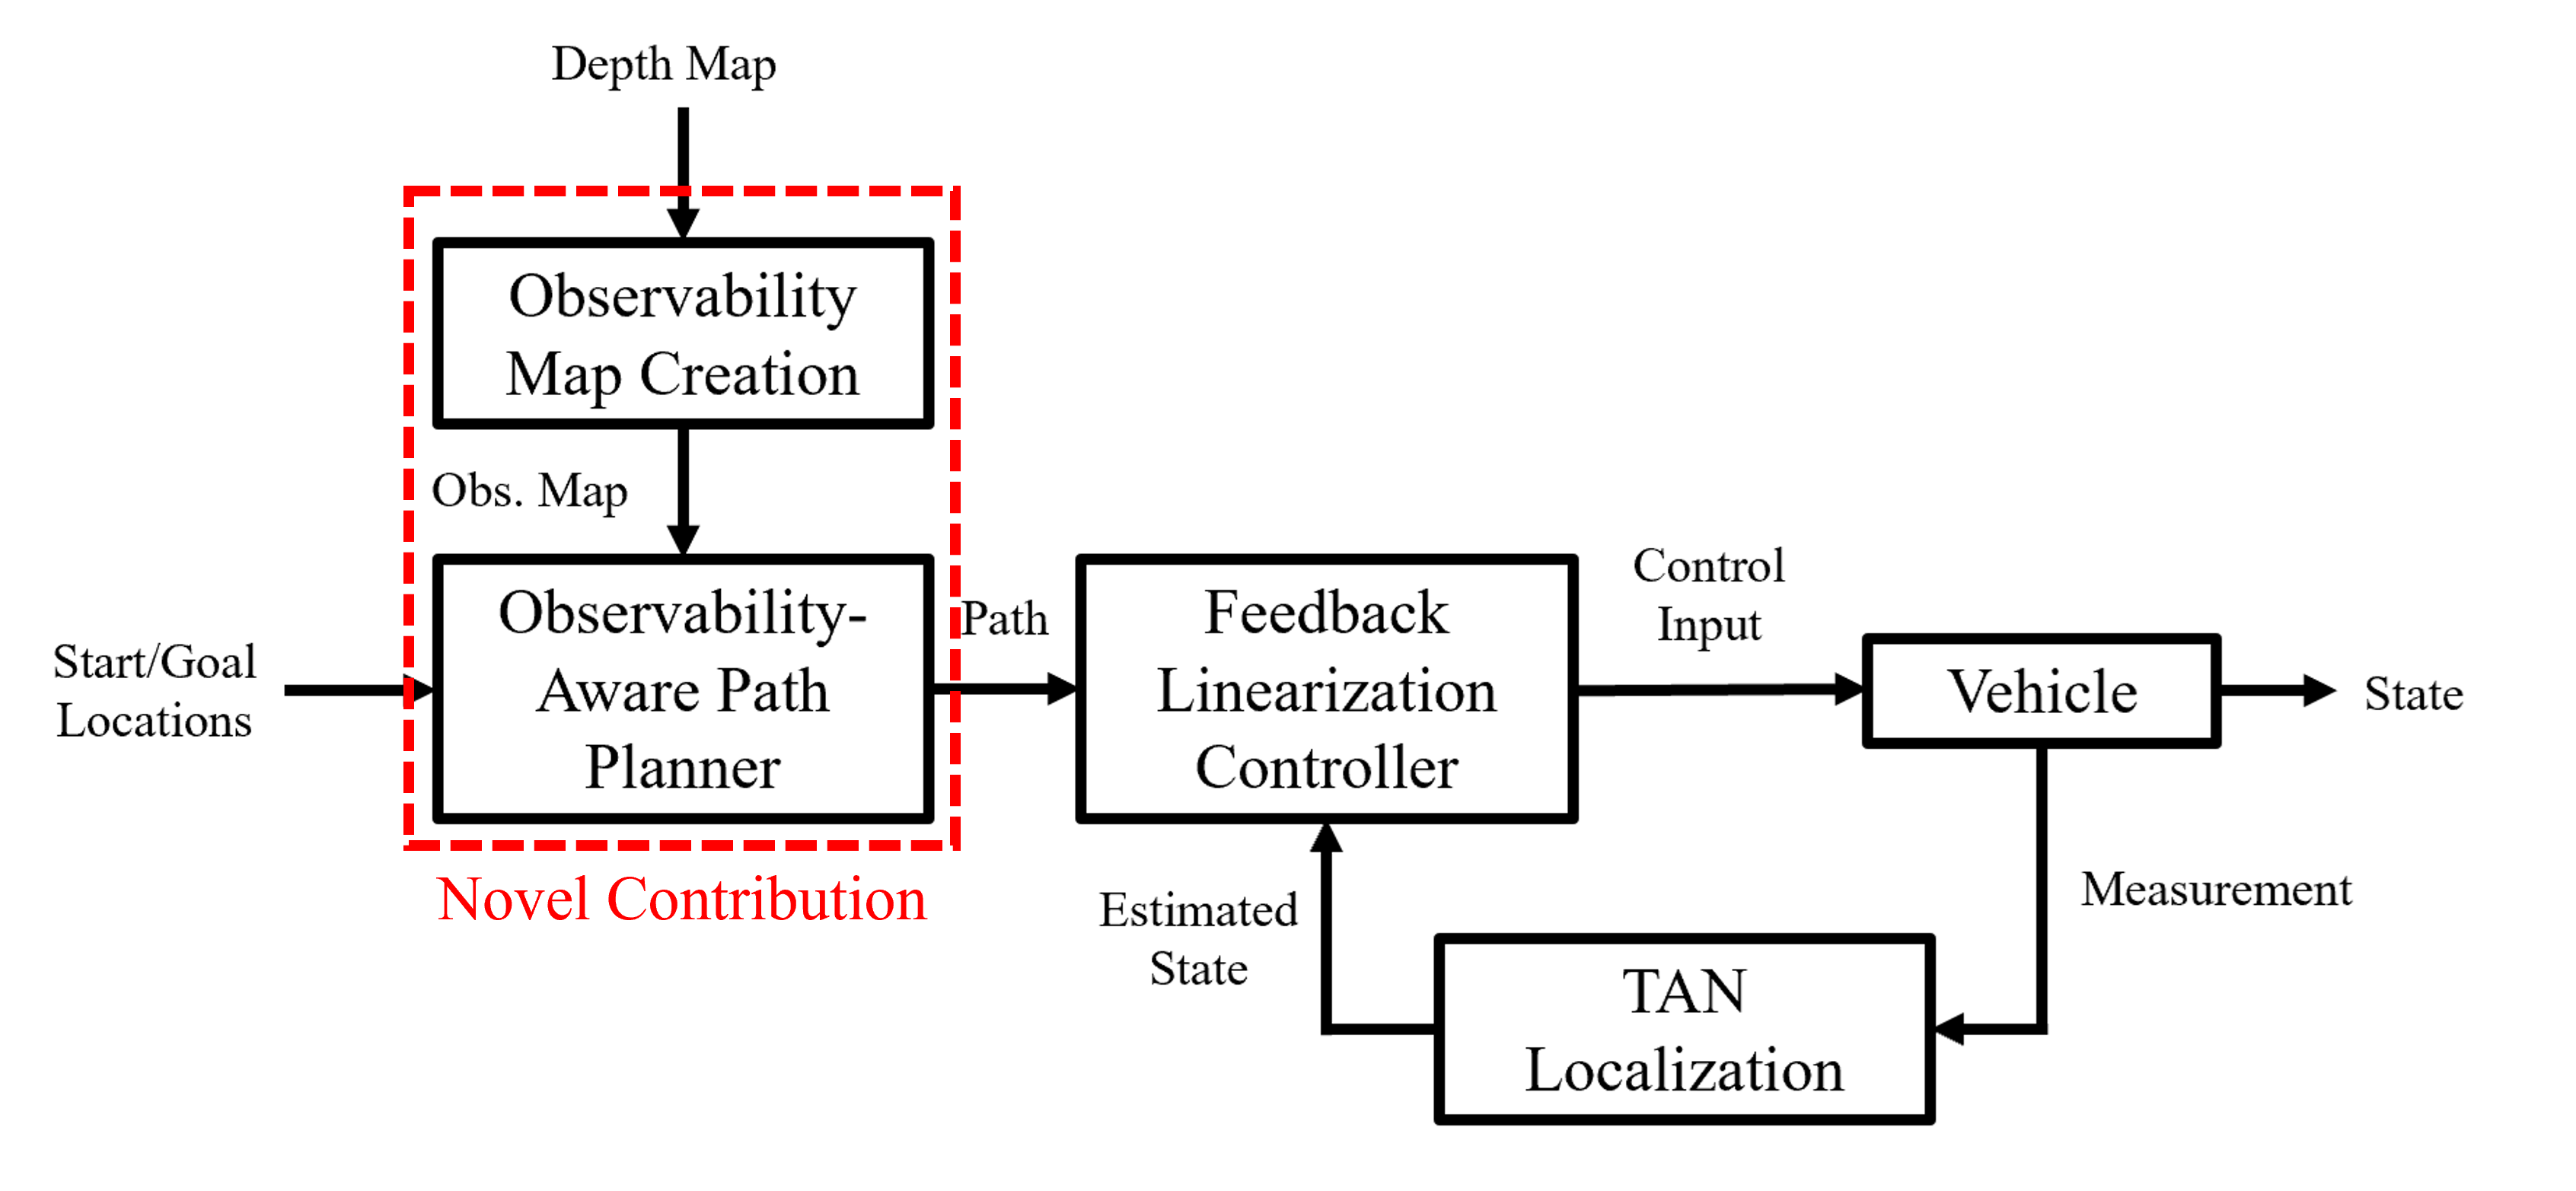 Depth Map
Observability
Map Creation
Obs. Map
Start/Goal
Locations
Observability-
Aware Path
Planner
Novel Contribution
Path
Feedback
Linearization
Controller
Control
Input
Vehicle
State
Measurement
Estimated
State
TAN
Localization